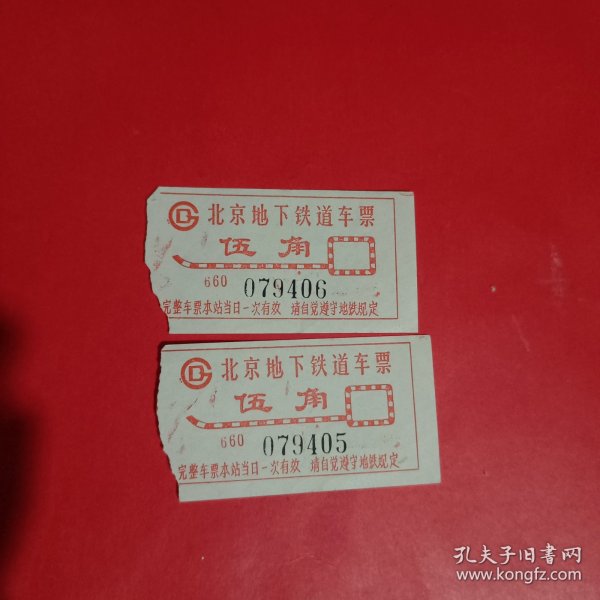 北京地下铁道车票
伍角
660 079406
完整车票本站当日一次有效 请自觉遵守地铁规定
北京地下铁道车票
伍角
660 079405
完整车票本站当日一次有效 请自觉遵守地铁规定
孔夫子旧书网
www.kongfz.com